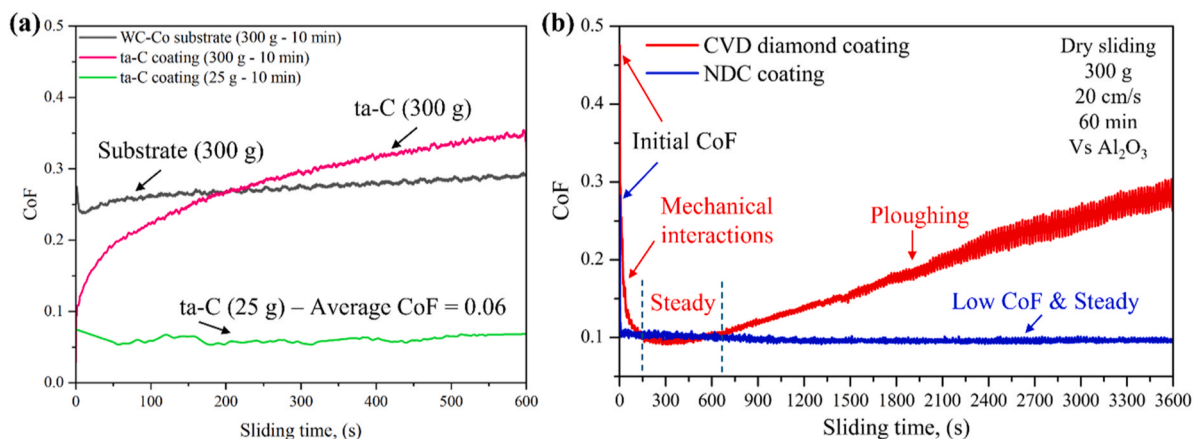 (a)
WC-Co substrate (300 g - 10 min)
ta-C coating (300 g - 10 min)
ta-C coating (25 g - 10 min)
ta-C (300 g)
Substrate (300 g)
ta-C (25 g) – Average CoF = 0.06
CoF
0.5
0.4
0.3
0.2
0.1
0.0
0 100 200 300 400 500 600
Sliding time, (s)
(b)
CVD diamond coating
NDC coating
Dry sliding
300 g
20 cm/s
60 min
Vs Al₂O₃
Initial CoF
Mechanical
interactions
Ploughing
Steady
Low CoF & Steady
CoF
0.5
0.4
0.3
0.2
0.1
0.0
0 300 600 900 1200 1500 1800 2100 2400 2700 3000 3300 3600
Sliding time, (s)